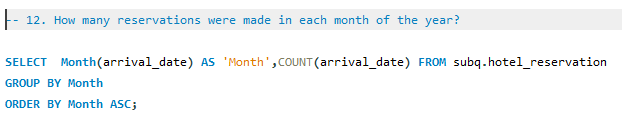 -- 12. How many reservations were made in each month of the year?
SELECT  Month(arrival_date) AS 'Month',COUNT(arrival_date) FROM subq.hotel_reservation
GROUP BY Month
ORDER BY Month ASC;